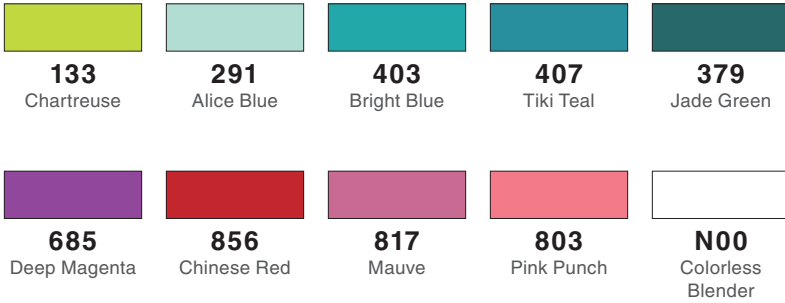 133
Chartreuse
291
Alice Blue
403
Bright Blue
407
Tiki Teal
379
Jade Green
685
Deep Magenta
856
Chinese Red
817
Mauve
803
Pink Punch
N00
Colorless
Blender